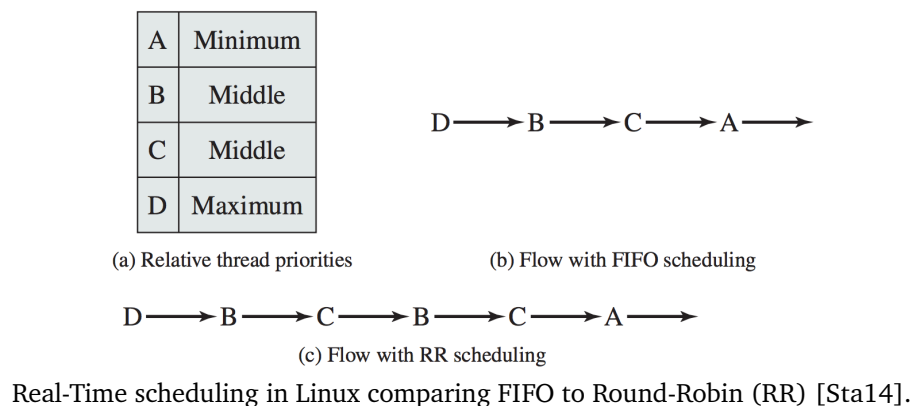 A Minimum
B Middle
C Middle
D Maximum
(a) Relative thread priorities
D B C A
(b) Flow with FIFO scheduling
D B C B C A
(c) Flow with RR scheduling
Real-Time scheduling in Linux comparing FIFO to Round-Robin (RR) [Sta14].